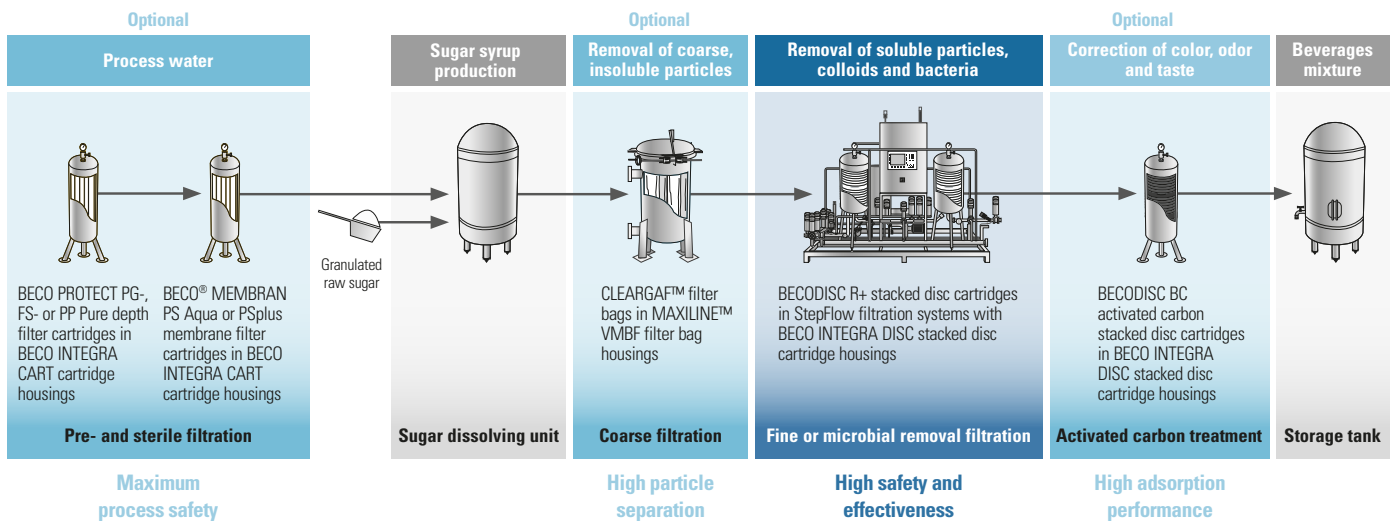 Optional
Process water
BECO PROTECT PG-,
FS- or PP Pure depth
filter cartridges in
BECO INTEGRA
CART cartridge
housings
BECO® MEMBRAN
PS Aqua or PSplus
membrane filter
cartridges in BECO
INTEGRA CART
cartridge housings
Pre- and sterile filtration
Maximum
process safety
Granulated
raw sugar
Sugar syrup
production
Sugar dissolving unit
Optional
Removal of coarse,
insoluble particles
CLEARGAF™ filter
bags in MAXILINE™
VMBF filter bag
housings
Coarse filtration
High particle
separation
Removal of soluble particles,
colloids and bacteria
BECODISC R+ stacked disc cartridges
in StepFlow filtration systems with
BECO INTEGRA DISC stacked disc
cartridge housings
Fine or microbial removal filtration
High safety and
effectiveness
Optional
Correction of color, odor
and taste
BECODISC BC
activated carbon
stacked disc cartridges
in BECO INTEGRA
DISC stacked disc
cartridge housings
Activated carbon treatment
High adsorption
performance
Beverages
mixture
Storage tank